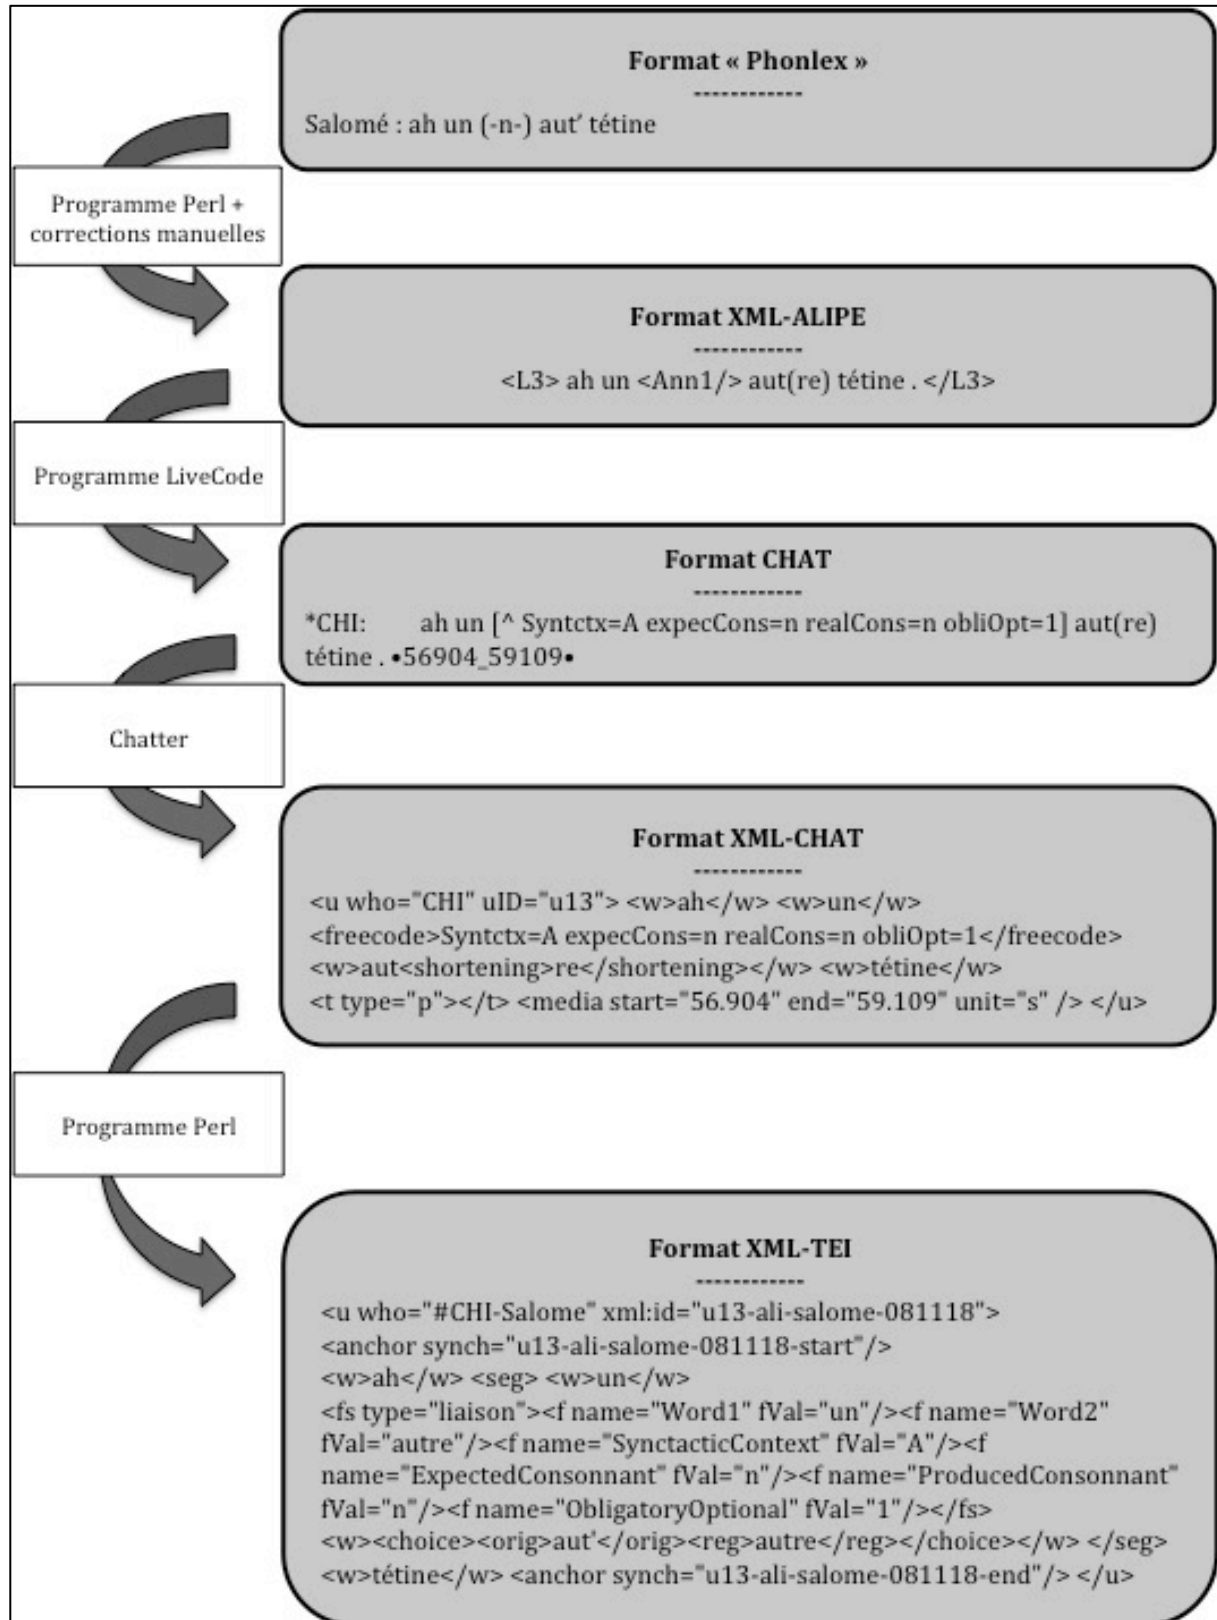 Format « Phonlex »
------------
Salomé : ah un (-n-) aut’ tétine
Programme Perl +
corrections manuelles
Format XML-ALIPE
------------
<L3> ah un <Ann1/> aut(re) tétine . </L3>
Programme LiveCode
Format CHAT
------------
*CHI: ah un [^ Syntctx=A expecCons=n realCons=n obliOpt=1] aut(re)
tétine . •56904_59109•
Chatter
Format XML-CHAT
------------
<u who="CHI" uID="u13"> <w>ah</w> <w>un</w>
<freecode>Syntctx=A expecCons=n realCons=n obliOpt=1</freecode>
<w>aut<shortening>re</shortening></w> <w>tétine</w>
<t type="p"></t> <media start="56.904" end="59.109" unit="s" /> </u>
Programme Perl
Format XML-TEI
------------
<u who="#CHI-Salome" xml:id="u13-ali-salome-081118">
<anchor synch="u13-ali-salome-081118-start"/>
<w>ah</w> <seg> <w>un</w>
<fs type="liaison"><f name="Word1" fVal="un"/><f name="Word2"
fVal="autre"/><f name="SynctacticContext" fVal="A"/><f
name="ExpectedConsonnant" fVal="n"/><f name="ProducedConsonnant"
fVal="n"/><f name="ObligatoryOptional" fVal="1"/></fs>
<w><choice><orig>aut'</orig><reg>autre</reg></choice></w> </seg>
<w>tétine</w> <anchor synch="u13-ali-salome-081118-end"/> </u>